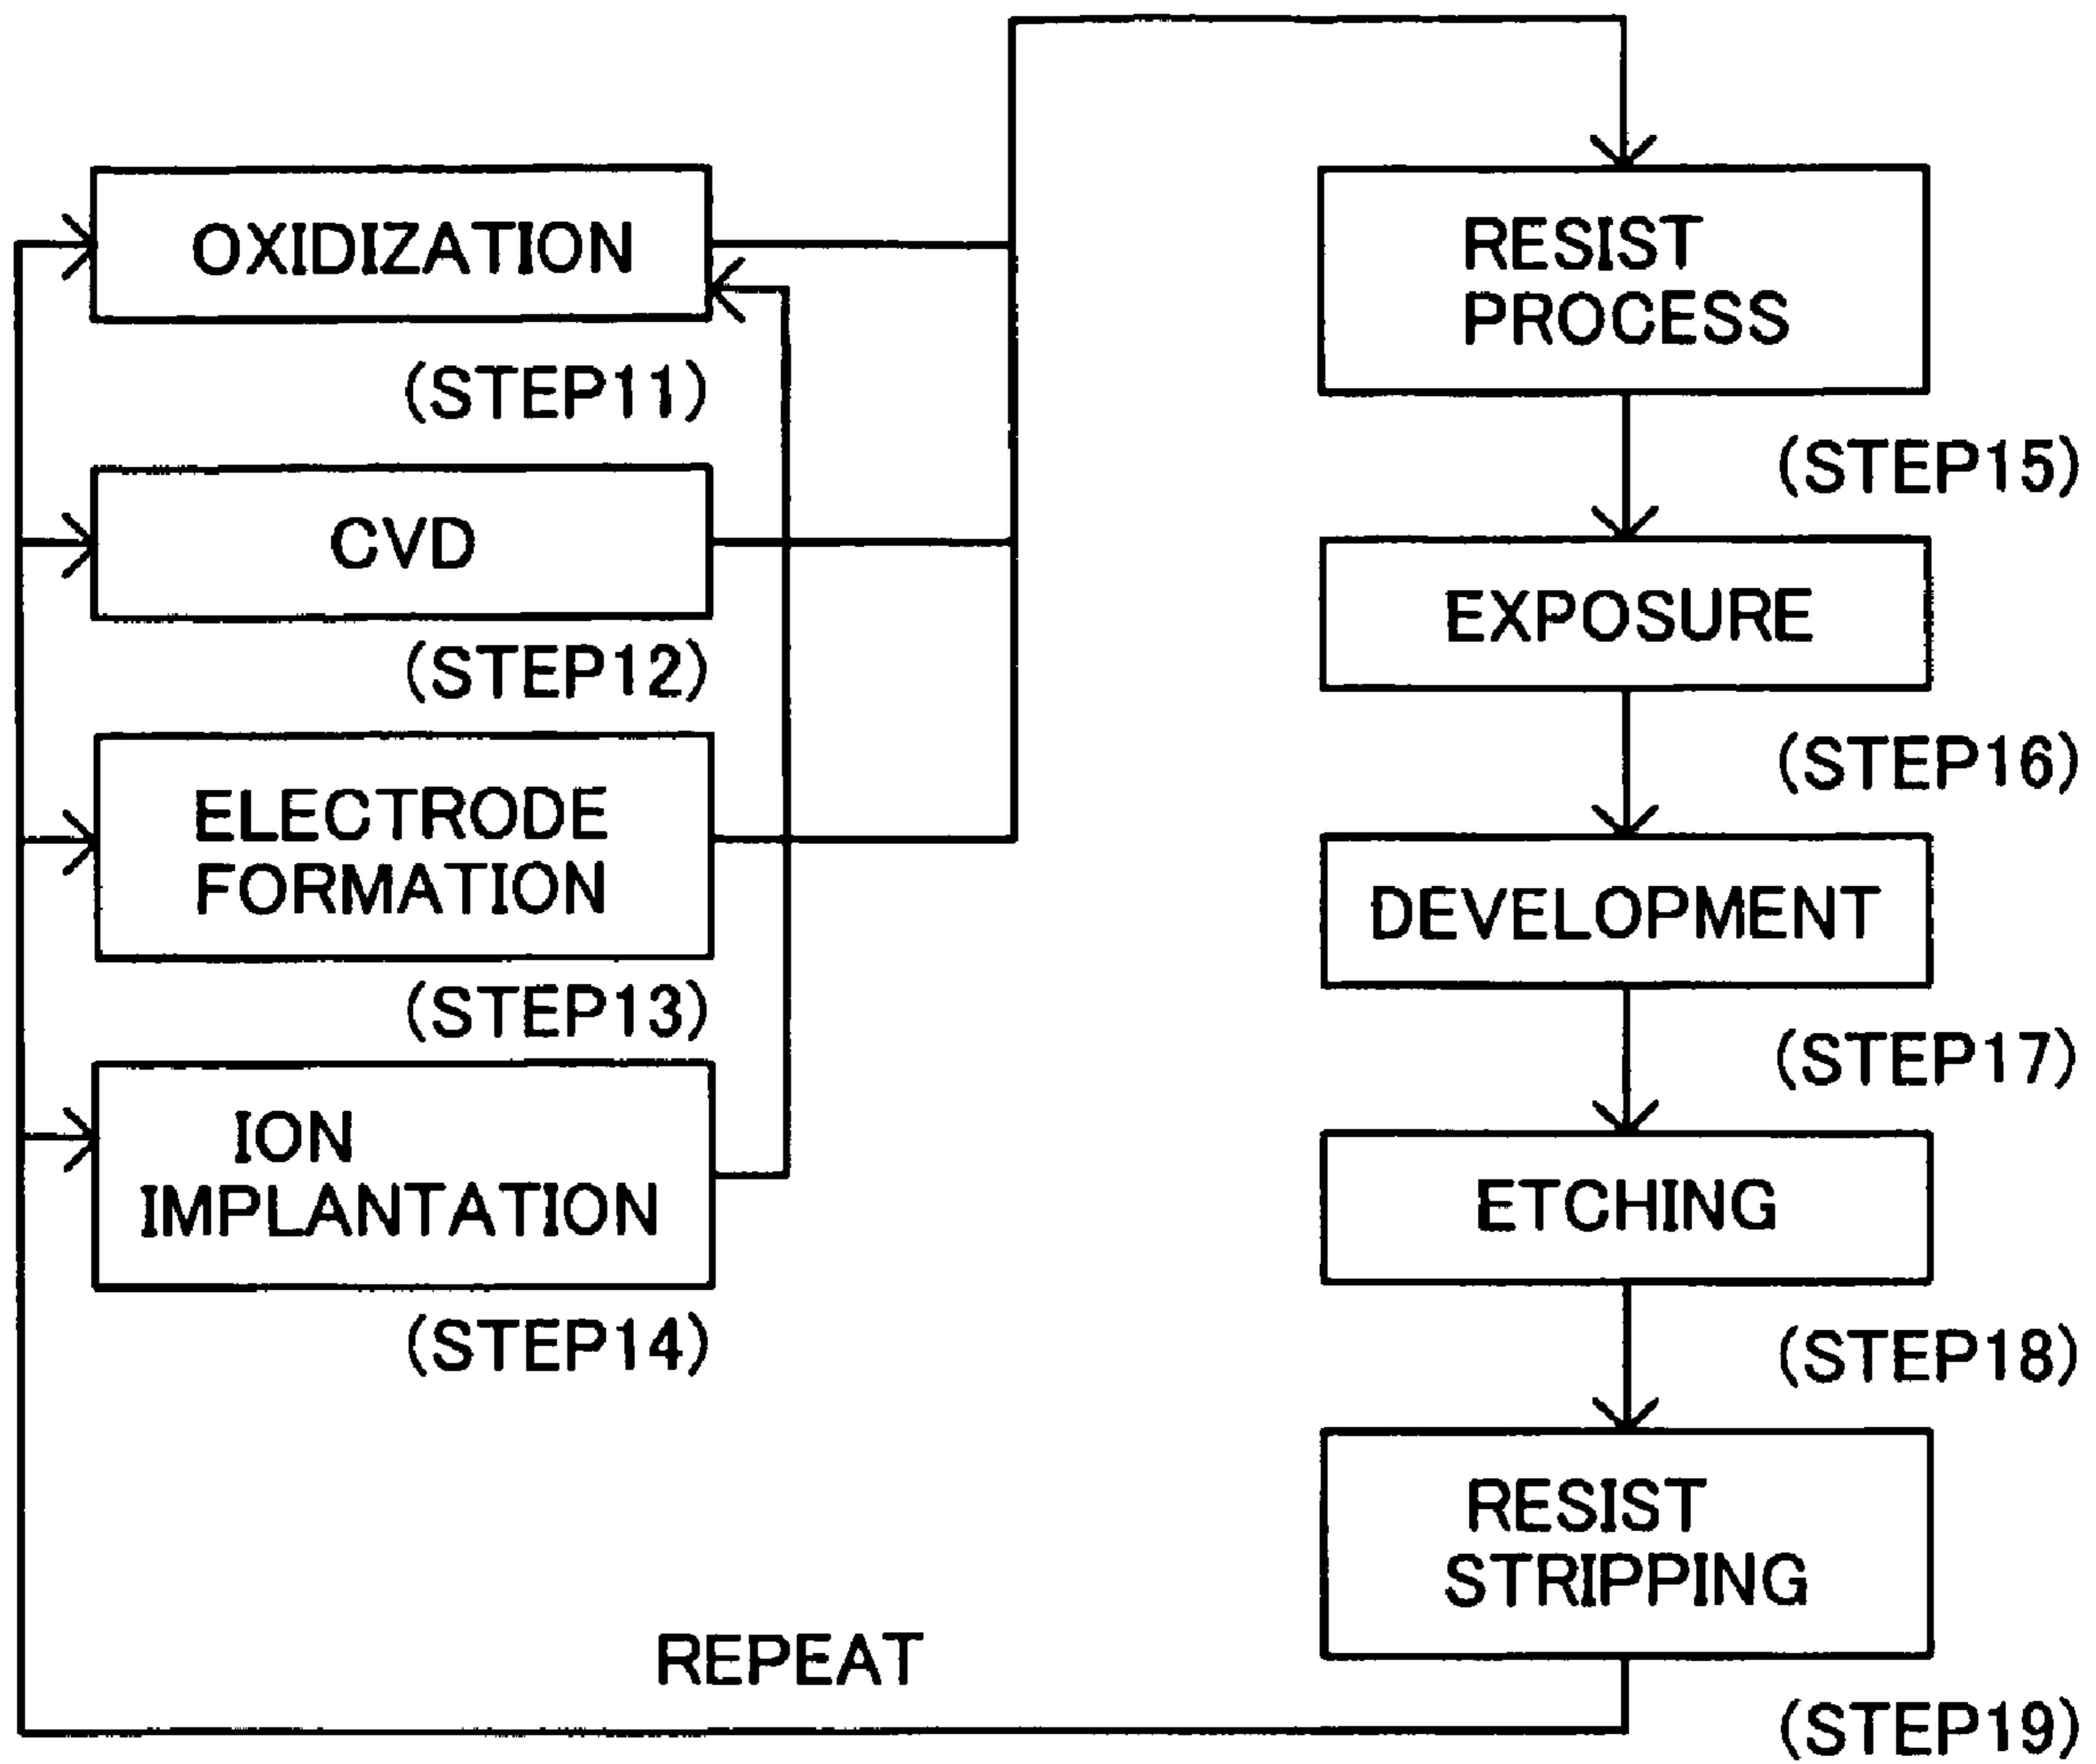 OXIDIZATION
(STEP11)
CVD
(STEP12)
ELECTRODE
FORMATION
(STEP13)
ION
IMPLANTATION
(STEP14)
RESIST
PROCESS
(STEP15)
EXPOSURE
(STEP16)
DEVELOPMENT
(STEP17)
ETCHING
(STEP18)
RESIST
STRIPPING
(STEP19)
REPEAT